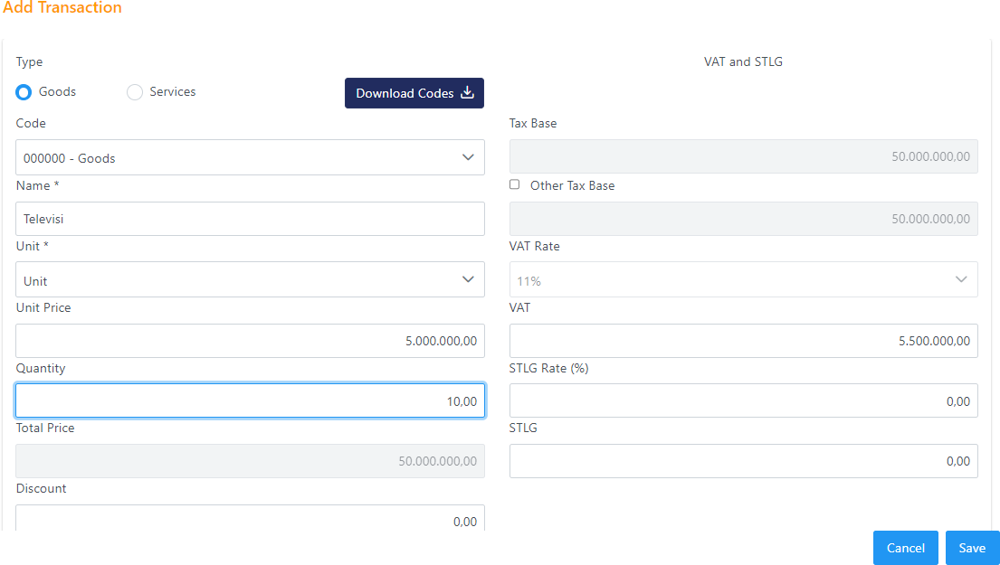 Add Transaction
Type
Goods
Services
Download Codes
Code
000000 - Goods
Name *
Televisi
Unit *
Unit
Unit Price
5.000.000,00
Quantity
10,00
Total Price
50.000.000,00
Discount
0,00
VAT and STLG
Tax Base
50.000.000,00
Other Tax Base
50.000.000,00
VAT Rate
11%
VAT
5.500.000,00
STLG Rate (%)
0,00
STLG
0,00
Cancel
Save